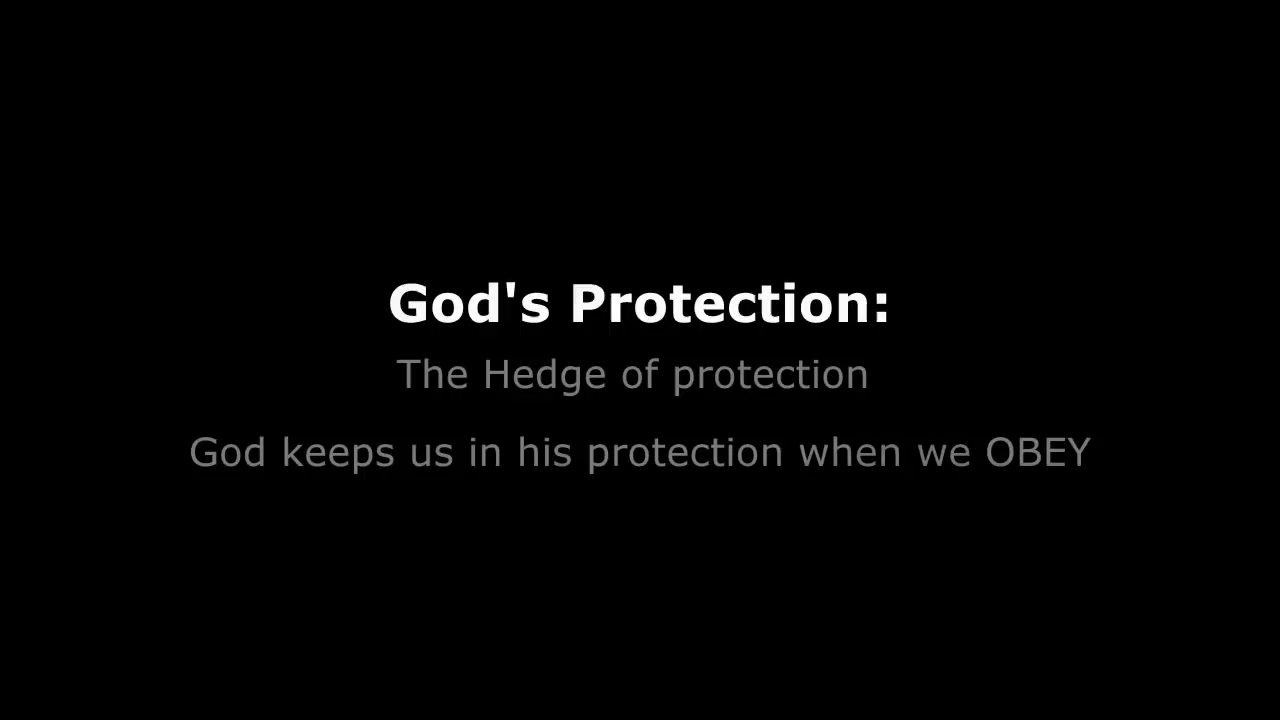 God's Protection:
The Hedge of protection
God keeps us in his protection when we OBEY